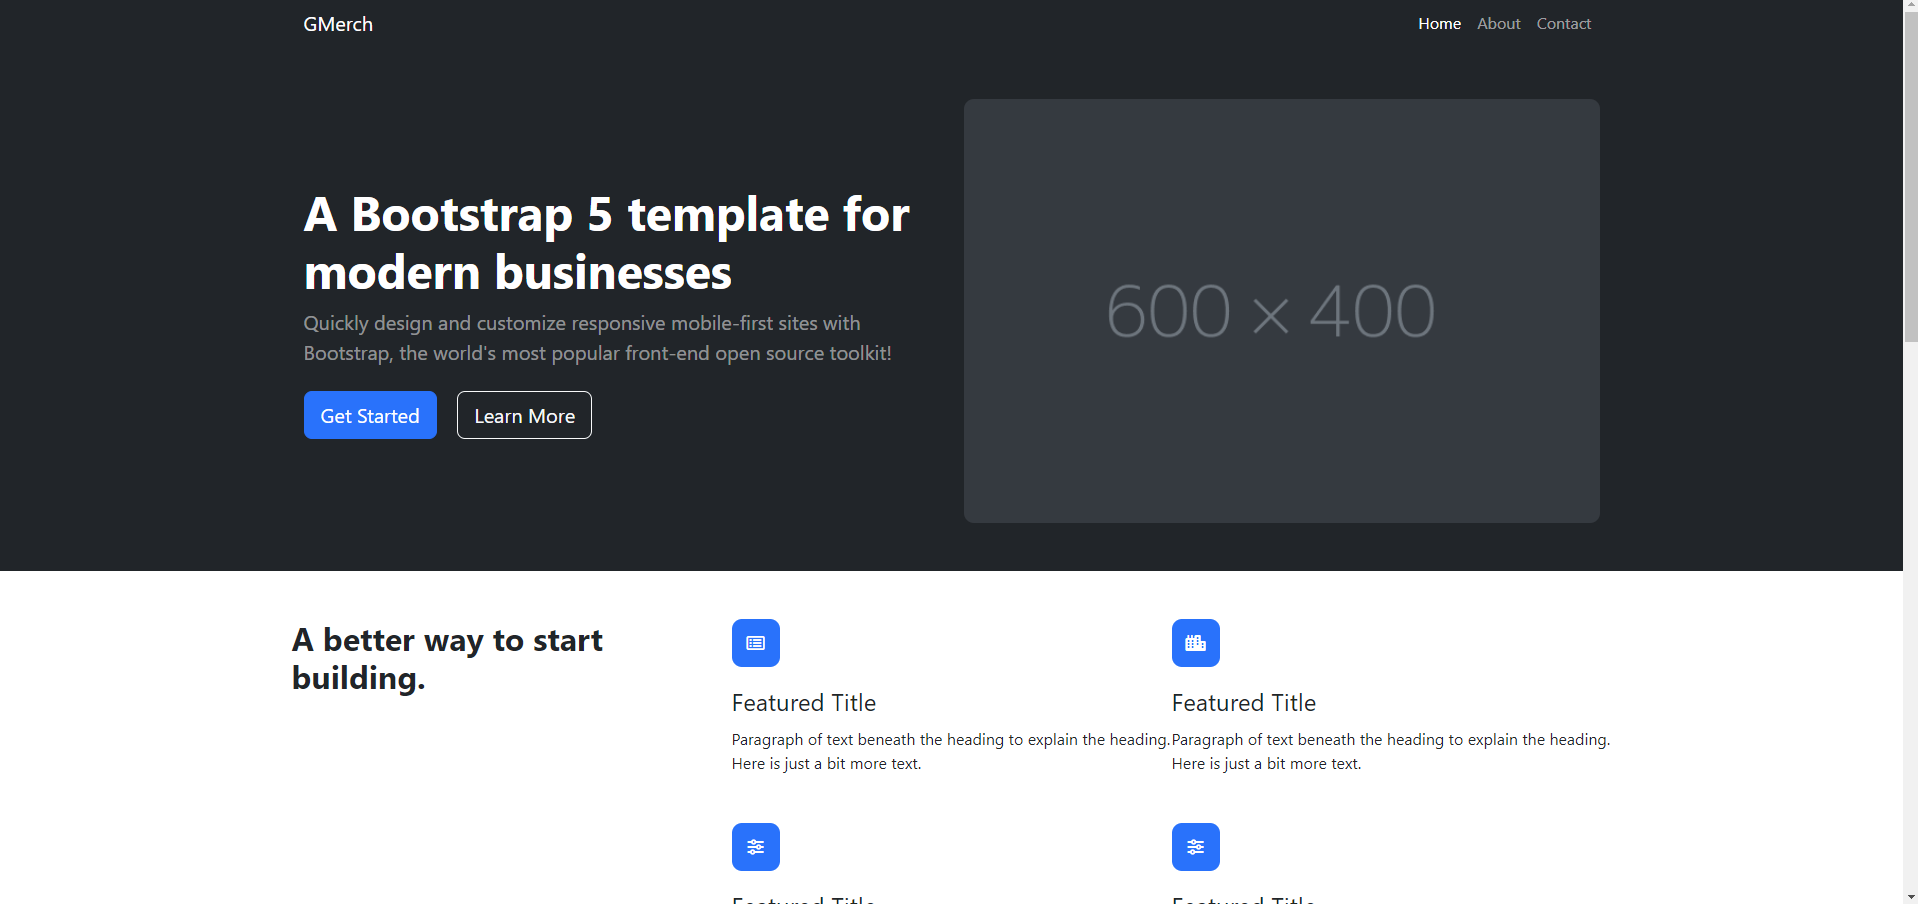 GMerch
Home About Contact
A Bootstrap 5 template for
modern businesses
Quickly design and customize responsive mobile-first sites with
Bootstrap, the world's most popular front-end open source toolkit!
Get Started Learn More
600 × 400
A better way to start
building.
Featured Title
Paragraph of text beneath the heading to explain the heading.
Here is just a bit more text.
Featured Title
Paragraph of text beneath the heading to explain the heading.
Here is just a bit more text.
Featured Title
Featured Title